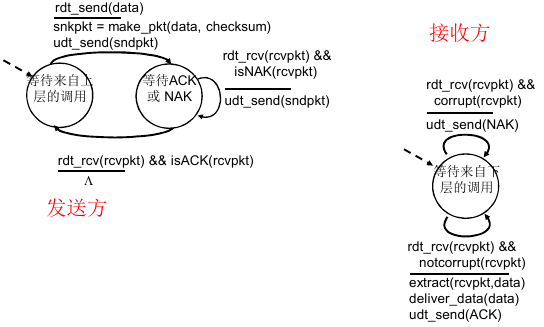 rdt_send(data)
snkpkt = make_pkt(data, checksum)
udt_send(sndpkt)
等待来自上
层的调用
等待ACK
或 NAK
rdt_rcv(rcvpkt) &&
isNAK(rcvpkt)
udt_send(sndpkt)
rdt_rcv(rcvpkt) && isACK(rcvpkt)
Λ
发送方
接收方
rdt_rcv(rcvpkt) &&
corrupt(rcvpkt)
udt_send(NAK)
等待来自下
层的调用
rdt_rcv(rcvpkt) &&
notcorrupt(rcvpkt)
extract(rcvpkt,data)
deliver_data(data)
udt_send(ACK)